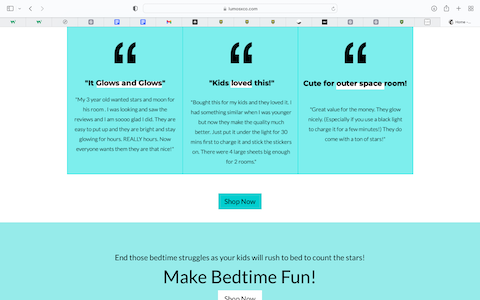 lumosaus.com
Mailchimp -
"It Glows and Glows"
"My 3 year old wanted stars and moon for
his room . I was looking and saw the
reviews and I am soooo glad I did. They are
easy to put up and they are bright and stay
glowing for hours. REALLY hours. Now
everyone wants them they are that nice!"
"Kids loved this!"
"Bought this for my kids and they loved it. I
had something similar when I was younger
but now they make the quality much
better. Just put it under the light for 30
mins first to charge it and stick the stickers
on. There were 4 large sheets big enough
for 2 rooms."
Cute for outer space room!
"Great value for the money. They glow
nicely. (Especially if you use a black light
to charge it for a few minutes!) They do
come with a ton of stars!"
Shop Now
End those bedtime struggles as your kids will rush to bed to count the stars!
Make Bedtime Fun!
Shop Now